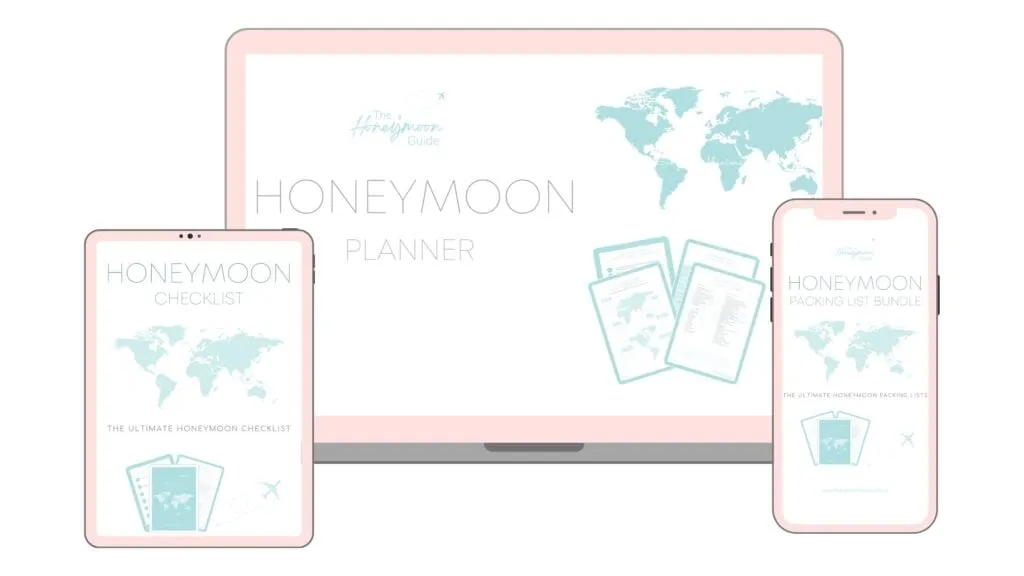 The
Honeymoon
Guide
HONEYMOON
PLANNER
HONEYMOON
CHECKLIST
THE ULTIMATE HONEYMOON CHECKLIST
Honeymoon
HONEYMOON
PACKING LIST BUNDLE
THE ULTIMATE HONEYMOON PACKING LISTS